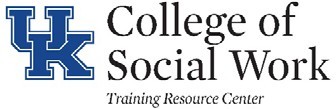 UK
College of
Social Work
Training Resource Center